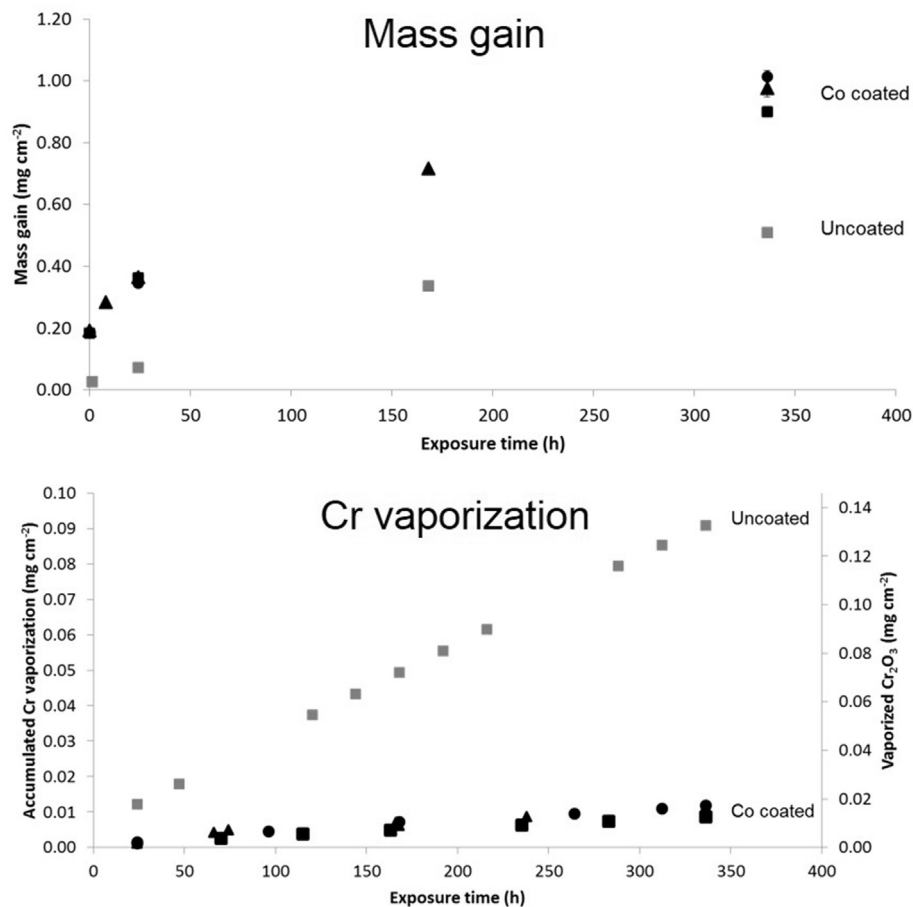 Mass gain
1.20
1.00
0.80
0.60
0.40
0.20
0.00
Mass gain (mg cm⁻²)
Co coated
Uncoated
0 50 100 150 200 250 300 350 400
Exposure time (h)
Cr vaporization
0.10
0.09
0.08
0.07
0.06
0.05
0.04
0.03
0.02
0.01
0.00
Accumulated Cr vaporization (mg cm⁻²)
Uncoated
Co coated
0.14
0.12
0.10
0.08
0.06
0.04
0.02
0.00
Vaporized Cr₂O₃ (mg cm⁻²)
0 50 100 150 200 250 300 350 400
Exposure time (h)